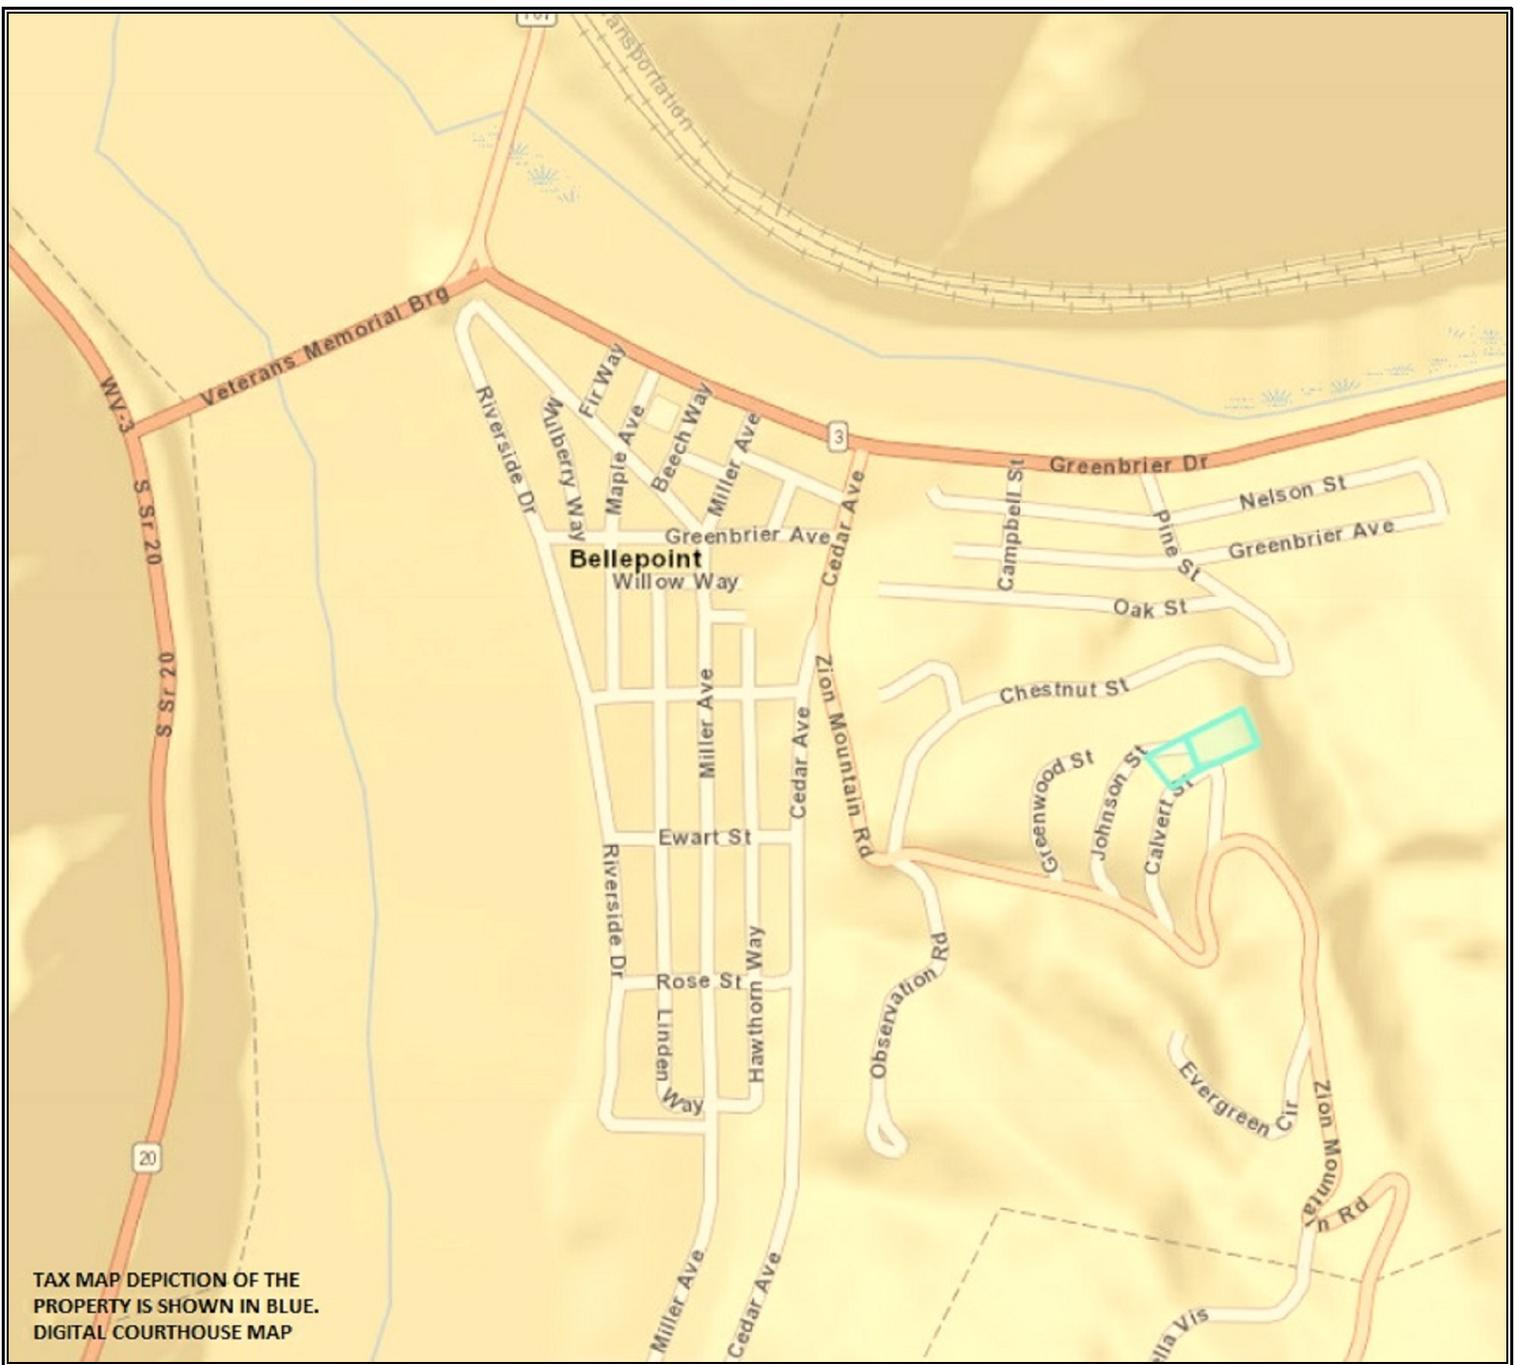 ansportation
Veterans Memorial Brg
WV-3
Fir Way
Riverside Dr
Mulberry Way
Maple Ave
Beech Way
Miller Ave
3
Greenbrier Dr
Cedar Ave
Campbell St
Nelson St
Pine St
Greenbrier Ave
Greenbrier Ave
S Sr 20
Bellepoint
Willow Way
Oak St
S Sr 20
Zion Mountain Rd
Miller Ave
Chestnut St
Cedar Ave
Greenwood St
Johnson St
Calvert St
Ewart St
Riverside Dr
Rose St
Hawthorn Way
Observation Rd
Linden Way
Evergreen Cir
Zion Mountain Rd
20
Miller Ave
Cedar Ave
ella Vis
TAX MAP DEPICTION OF THE
PROPERTY IS SHOWN IN BLUE.
DIGITAL COURTHOUSE MAP